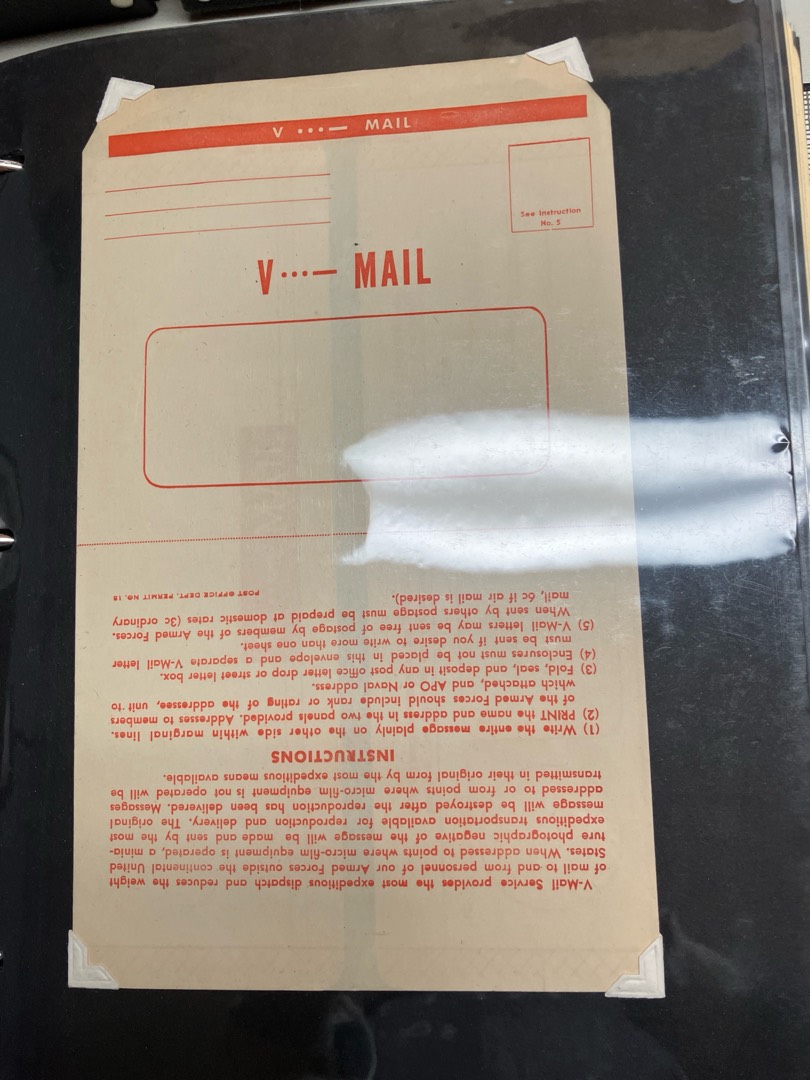 V ...— MAIL
See Instruction
No. 5
V ...— MAIL
V-Mail Service provides the most expeditious dispatch and reduces the weight
of mail to and from personnel of our Armed Forces outside the continental United
States. When addressed to points where micro-film equipment is operated, a minia-
ture photographic negative of the message will be made and sent by the most
expeditious transportation available for reproduction and delivery. The original
message will be destroyed after the reproduction has been delivered. Messages
addressed to or from points where micro-film equipment is not operated will be
transmitted in their original form by the most expeditious means available.
INSTRUCTIONS
(1) Write the entire message plainly on the other side within marginal lines.
(2) PRINT the name and address in the two panels provided. Addresses to members
of the Armed Forces should include rank or rating of the addressee, unit to
which attached, and APO or Naval address.
(3) Fold, seal, and deposit in any post office letter drop or street letter box.
(4) Enclosures must not be placed in this envelope and a separate V-Mail letter
must be sent if you desire to write more than one sheet.
(5) V-Mail letters may be sent free of postage by members of the Armed Forces.
When sent by others postage must be prepaid at domestic rates (3c ordinary
mail, 6c if air mail is desired).
POST OFFICE DEPT. PERMIT NO. 18